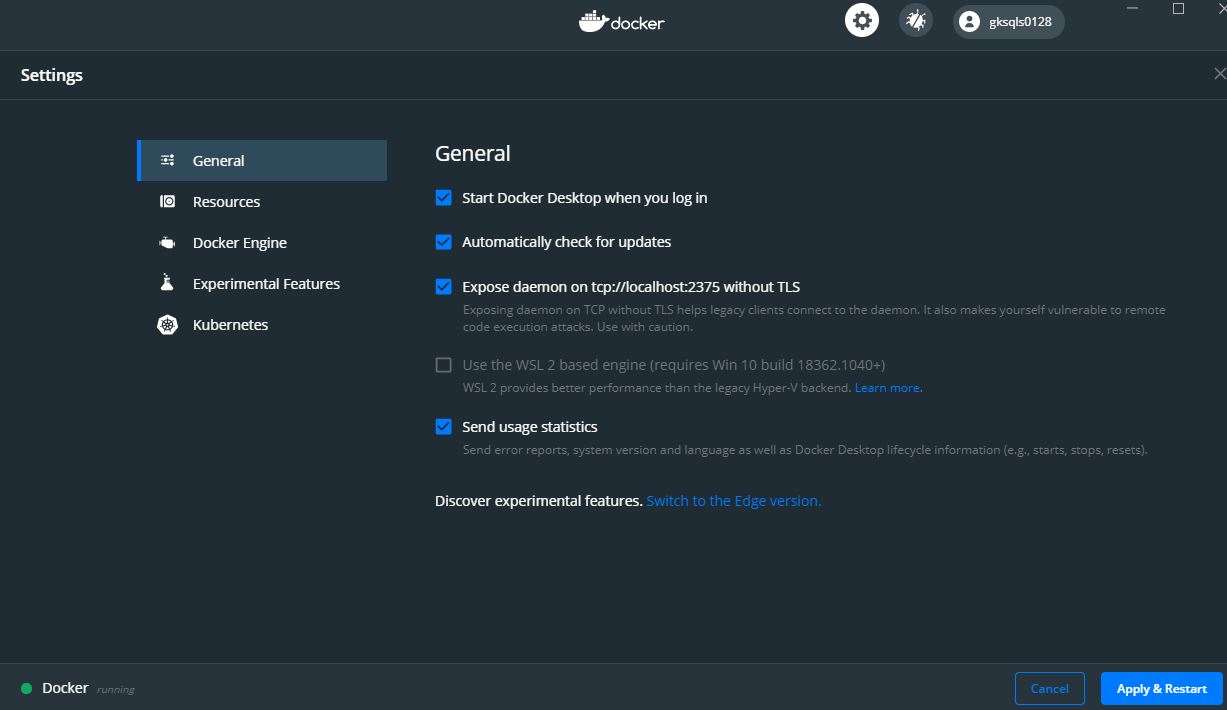 docker
gksqls0128
Settings
General
Resources
Docker Engine
Experimental Features
Kubernetes
General
Start Docker Desktop when you log in
Automatically check for updates
Expose daemon on tcp://localhost:2375 without TLS
Exposing daemon on TCP without TLS helps legacy clients connect to the daemon. It also makes yourself vulnerable to remote
code execution attacks. Use with caution.
Use the WSL 2 based engine (requires Win 10 build 18362.1040+)
WSL 2 provides better performance than the legacy Hyper-V backend. Learn more.
Send usage statistics
Send error reports, system version and language as well as Docker Desktop lifecycle information (e.g., starts, stops, resets).
Discover experimental features. Switch to the Edge version.
Docker running
Cancel
Apply & Restart